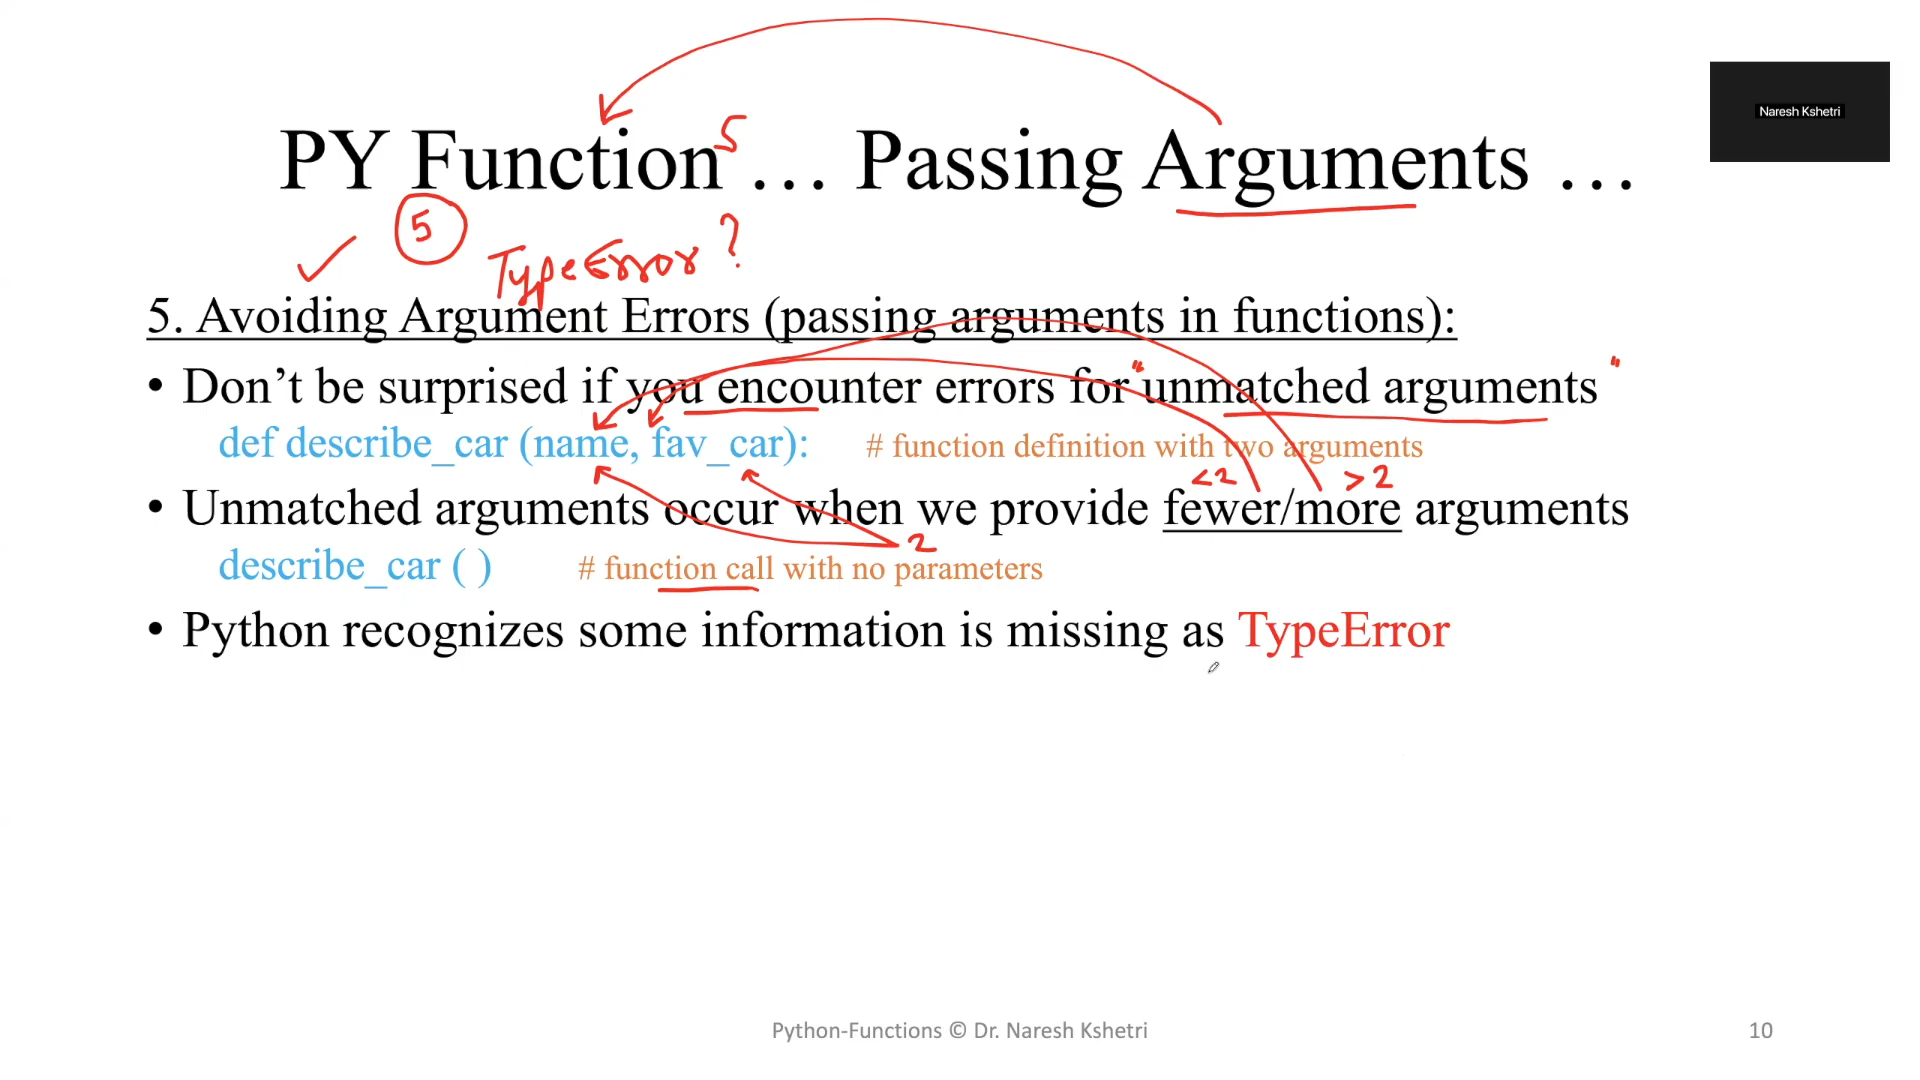 Naresh Kshetri
PY Function … Passing Arguments …
5
5
TypeError ?
5. Avoiding Argument Errors (passing arguments in functions):
• Don’t be surprised if you encounter errors for "unmatched arguments"
def describe_car (name, fav_car): # function definition with two arguments
<2 >2
• Unmatched arguments occur when we provide fewer/more arguments
2
describe_car ( ) # function call with no parameters
• Python recognizes some information is missing as TypeError
Python-Functions © Dr. Naresh Kshetri
10